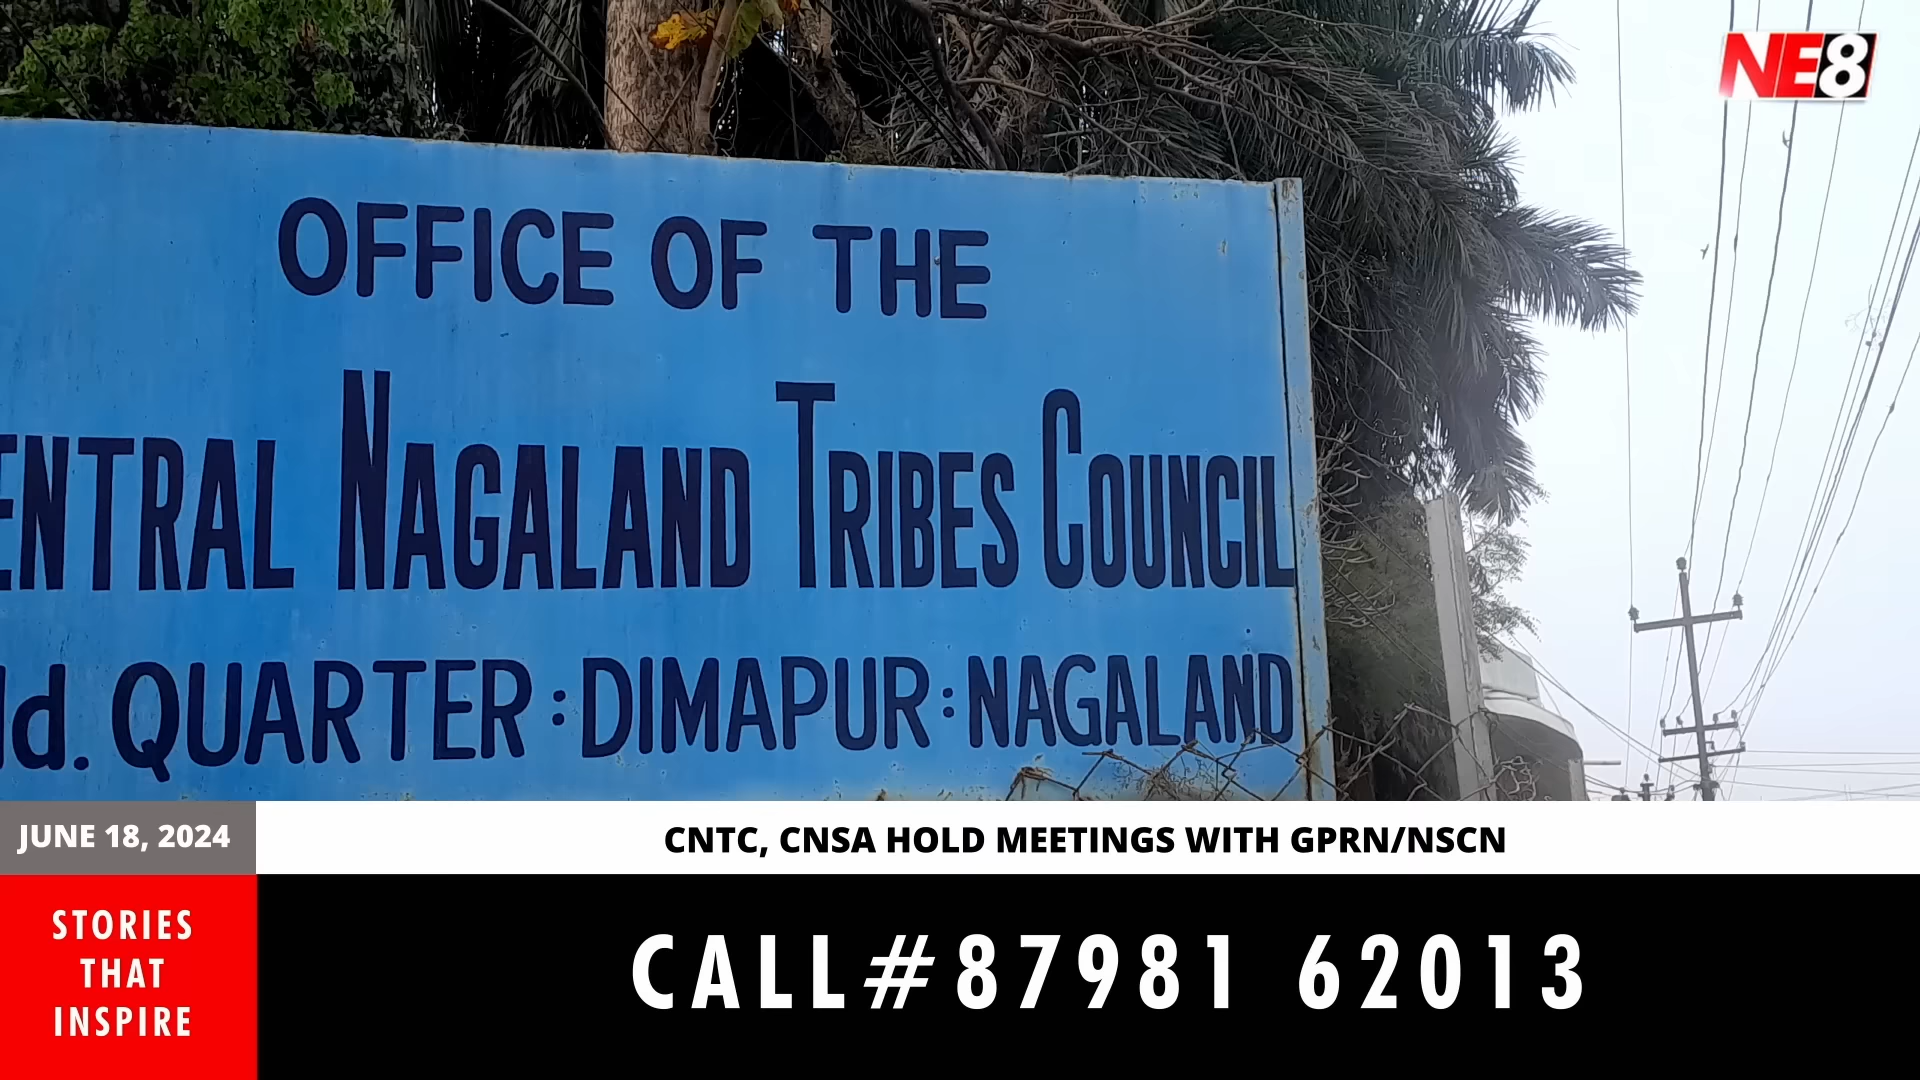 NE8
OFFICE OF THE
ENTRAL NAGALAND TRIBES COUNCIL
d. QUARTER : DIMAPUR : NAGALAND
JUNE 18, 2024
CNTC, CNSA HOLD MEETINGS WITH GPRN/NSCN
STORIES
THAT
INSPIRE
CALL#87981 62013